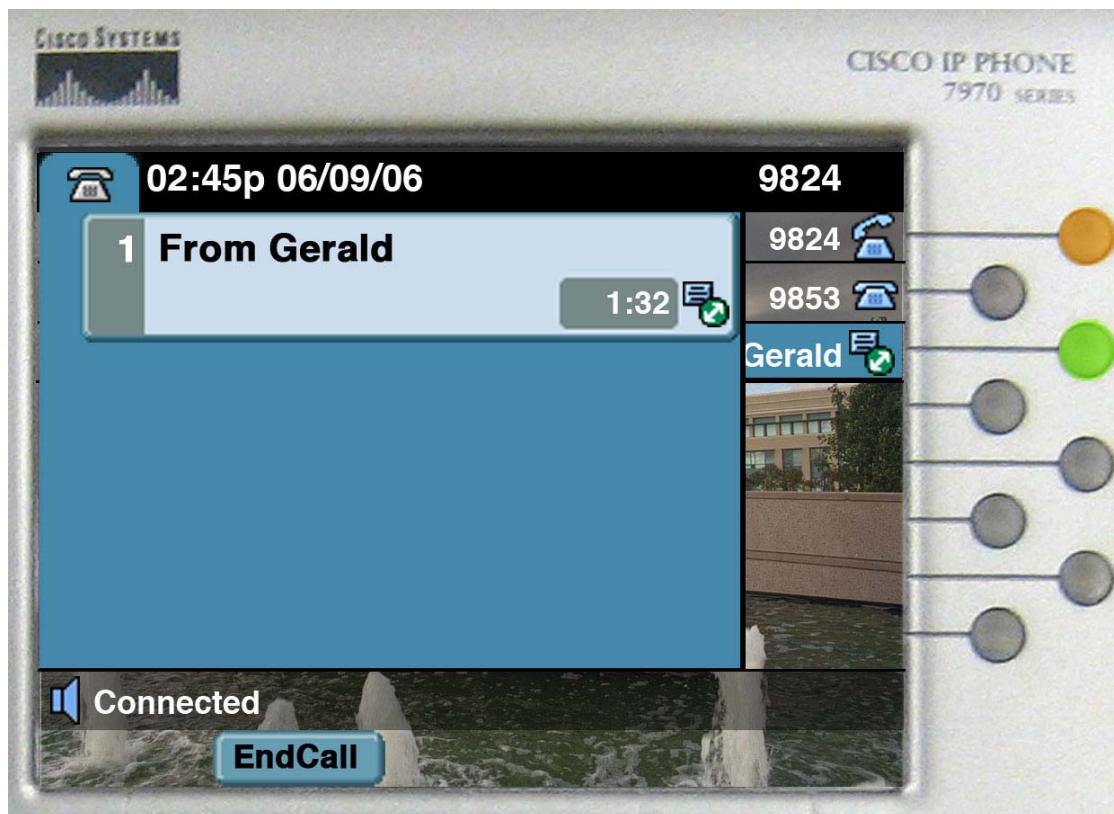 CISCO SYSTEMS
CISCO IP PHONE
7970 SERIES
02:45p 06/09/06
9824
1 From Gerald
1:32
9824
9853
Gerald
Connected
EndCall